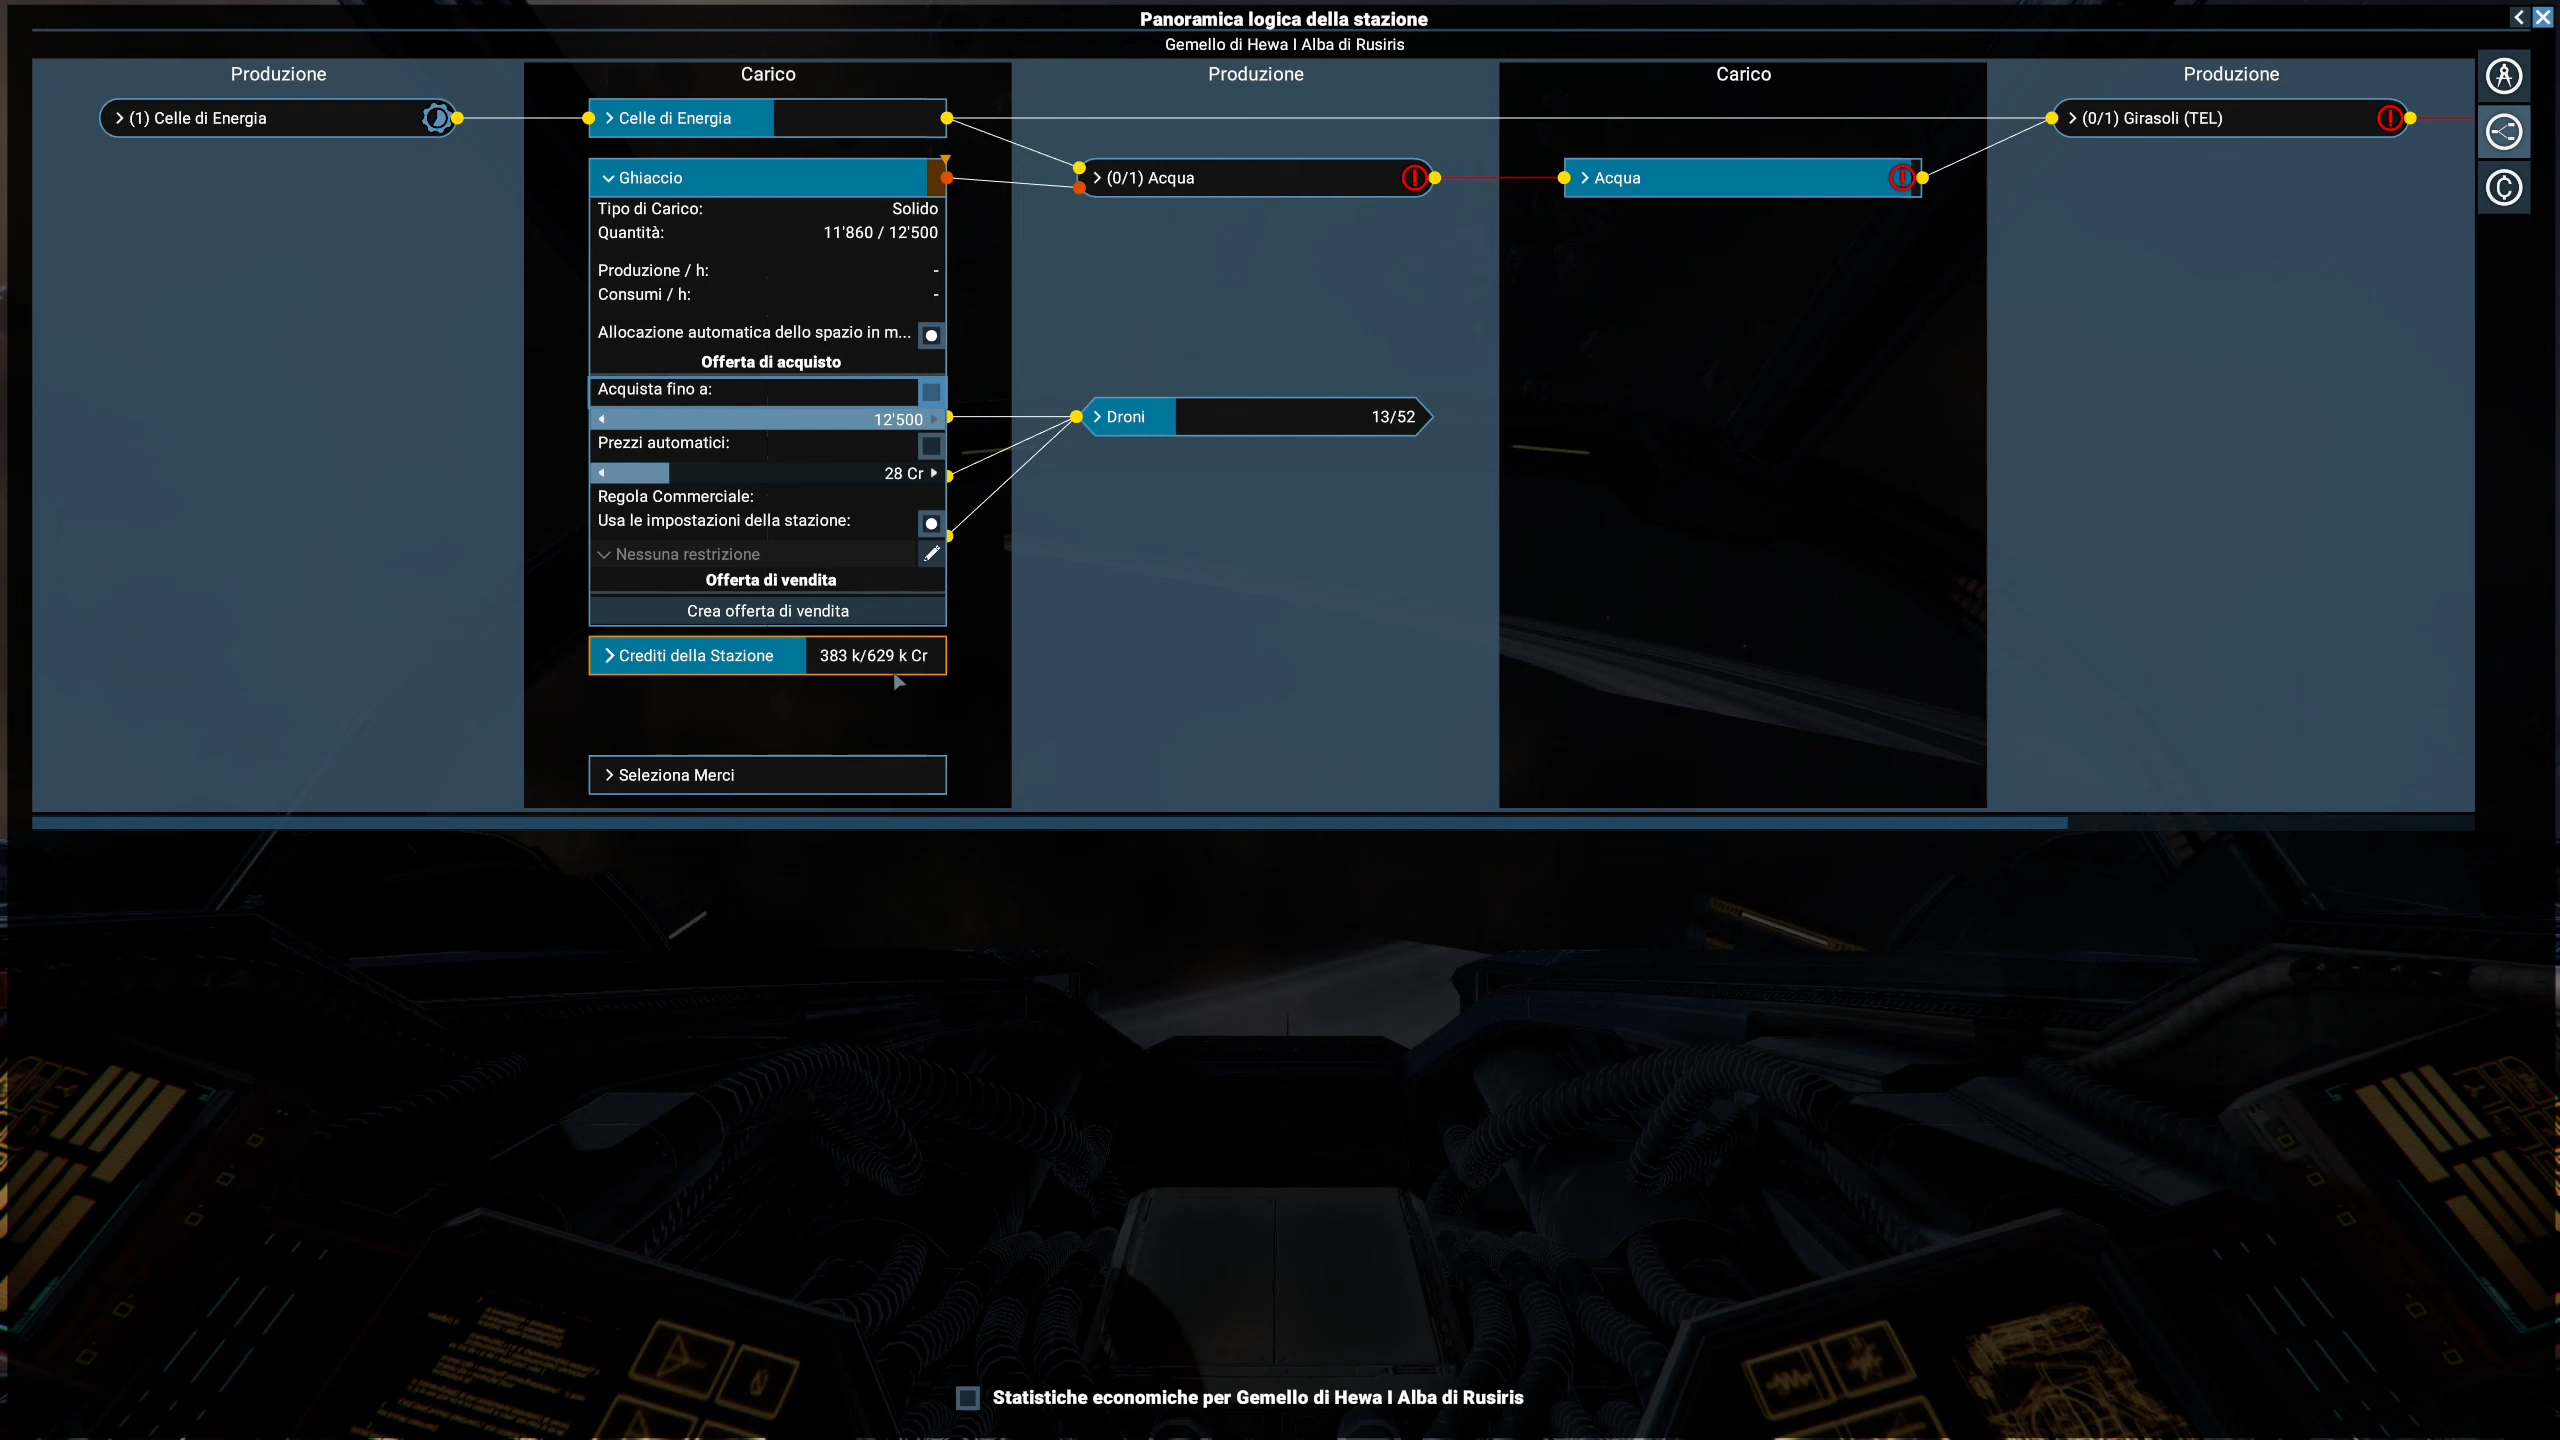 Panoramica logica della stazione
Gemello di Hewa I Alba di Rusiris
Produzione
Carico
Produzione
Carico
Produzione
(1) Celle di Energia
Celle di Energia
(0/1) Girasoli (TEL)
Ghiaccio
(0/1) Acqua
Acqua
Tipo di Carico: Solido
Quantità: 11'860 / 12'500
Produzione / h: -
Consumi / h: -
Allocazione automatica dello spazio in m...
Offerta di acquisto
Acquista fino a:
12'500
Prezzi automatici:
28 Cr
Regola Commerciale:
Usa le impostazioni della stazione:
Nessuna restrizione
Offerta di vendita
Crea offerta di vendita
Droni 13/52
Crediti della Stazione 383 k/629 k Cr
Seleziona Merci
Statistiche economiche per Gemello di Hewa I Alba di Rusiris